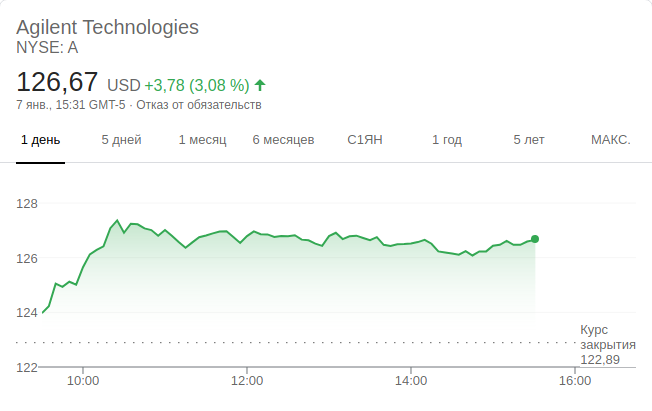 Agilent Technologies
NYSE: A
126,67 USD +3,78 (3,08 %)
7 янв., 15:31 GMT-5 · Отказ от обязательств
1 день 5 дней 1 месяц 6 месяцев С1ЯН 1 год 5 лет МАКС.
128
126
124
Курс
закрытия
122,89
122
10:00 12:00 14:00 16:00